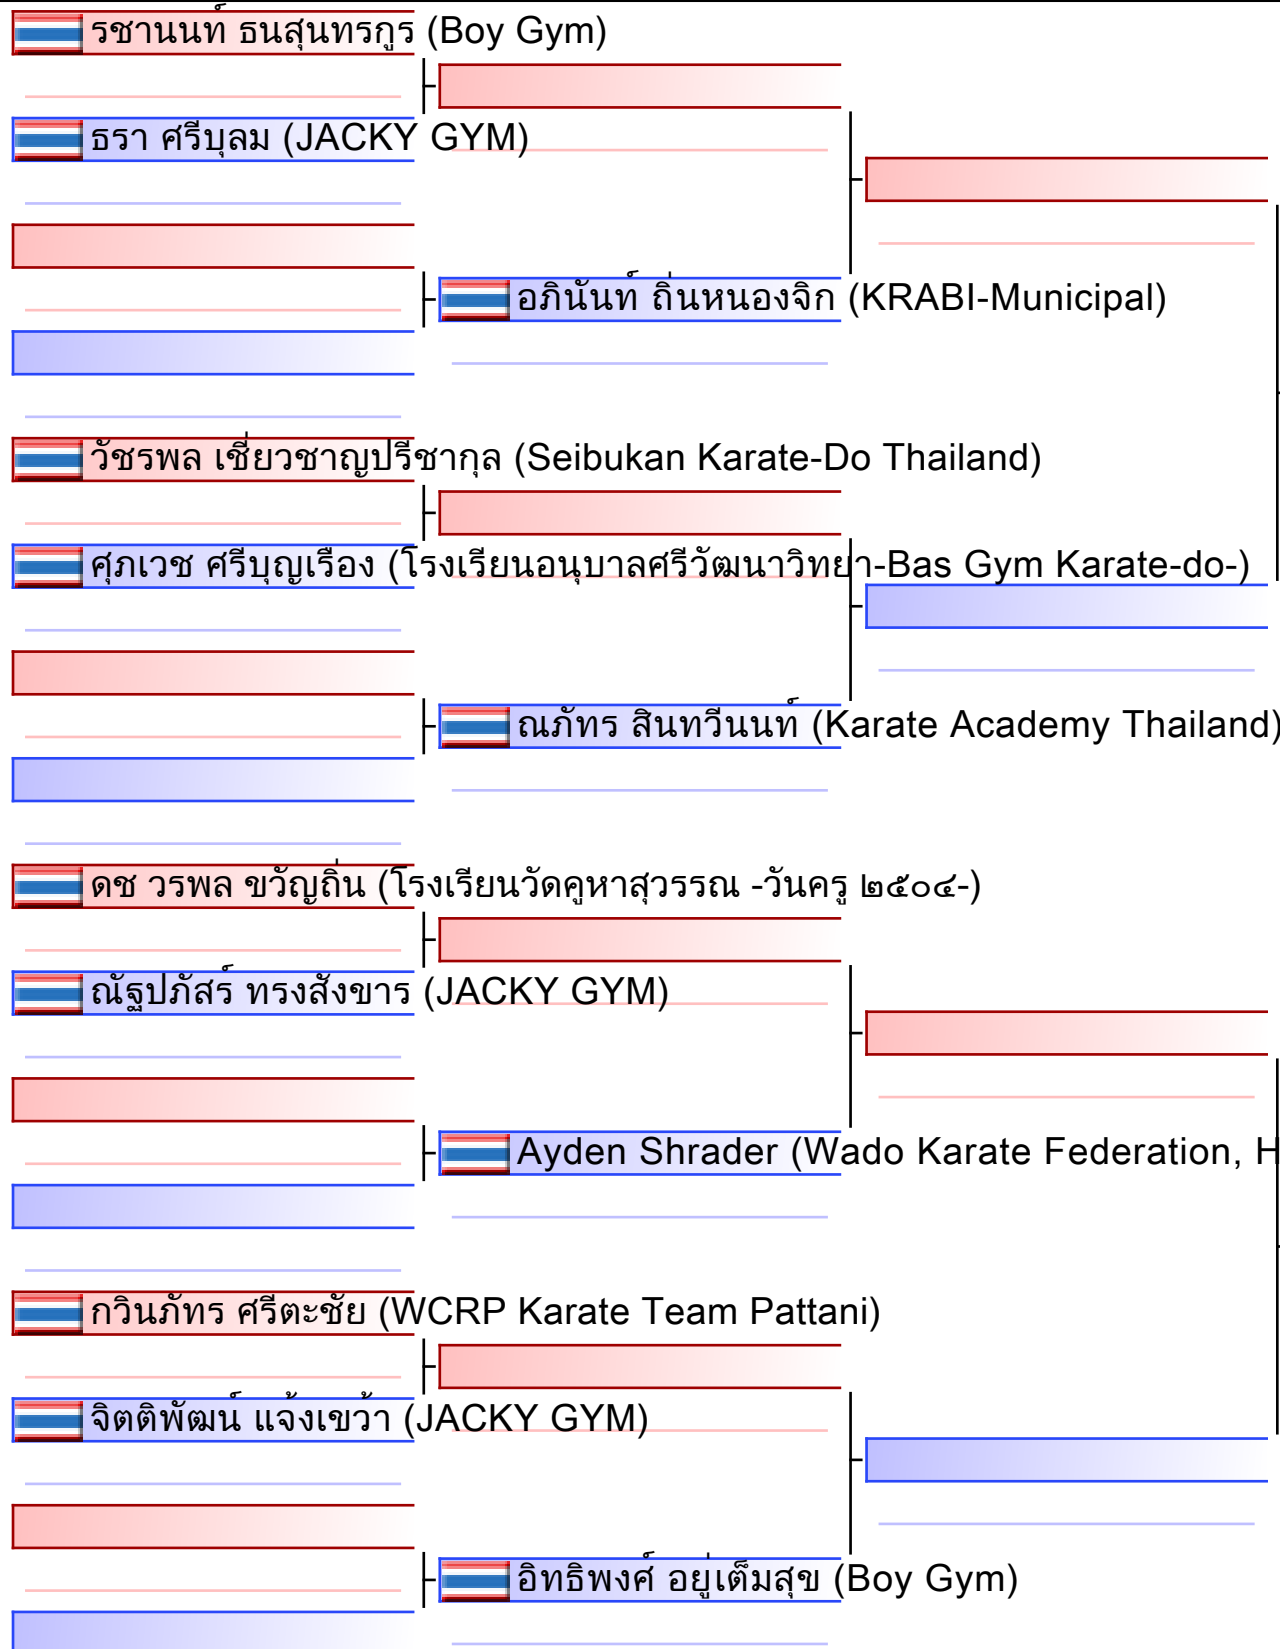 รชานนท์ ธนสุนทรกูร (Boy Gym)
ธรา ศรีบุลม (JACKY GYM)
อภินันท์ ถิ่นหนองจิก (KRABI-Municipal)
วัชรพล เชี่ยวชาญปรีชากุล (Seibukan Karate-Do Thailand)
ศุภเวช ศรีบุญเรือง (โรงเรียนอนุบาลศรีวัฒนาวิทยา-Bas Gym Karate-do-)
ณภัทร สินทวีนนท์ (Karate Academy Thailand)
ดช วรพล ขวัญถิ่น (โรงเรียนวัดคูหาสุวรรณ -วันครู ๒๕๐๔-)
ณัฐปภัสร์ ทรงสังขาร (JACKY GYM)
Ayden Shrader (Wado Karate Federation, H
กวินภัทร ศรีตะชัย (WCRP Karate Team Pattani)
จิตติพัฒน์ แจ้งเขว้า (JACKY GYM)
อิทธิพงศ์ อยู่เต็มสุข (Boy Gym)